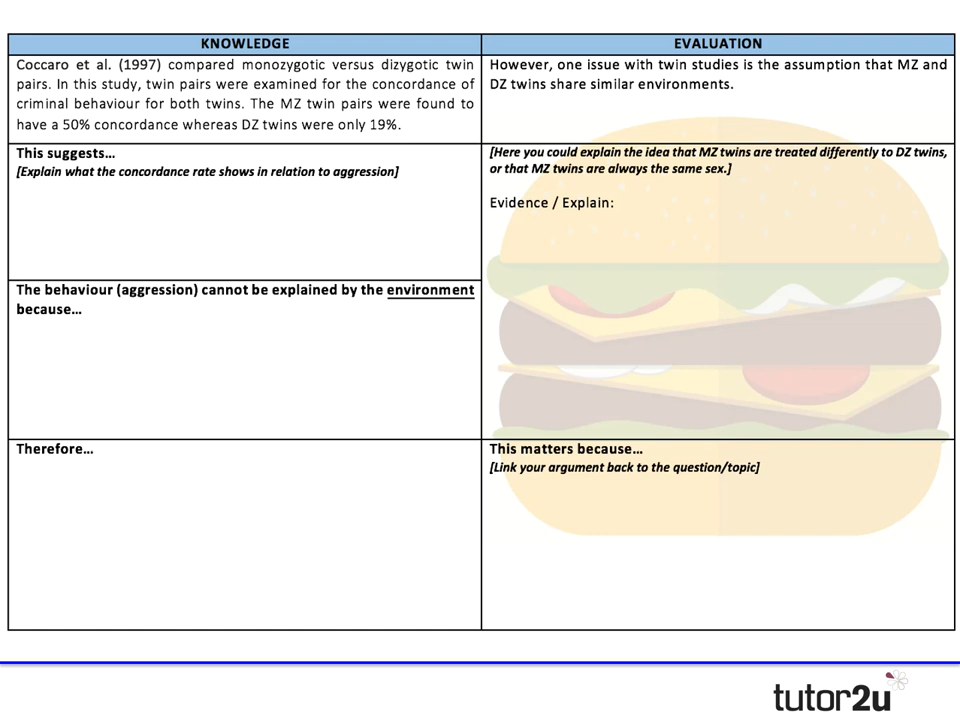 KNOWLEDGE
Coccaro et al. (1997) compared monozygotic versus dizygotic twin
pairs. In this study, twin pairs were examined for the concordance of
criminal behaviour for both twins. The MZ twin pairs were found to
have a 50% concordance whereas DZ twins were only 19%.
EVALUATION
However, one issue with twin studies is the assumption that MZ and
DZ twins share similar environments.
This suggests…
[Explain what the concordance rate shows in relation to aggression]
[Here you could explain the idea that MZ twins are treated differently to DZ twins,
or that MZ twins are always the same sex.]
Evidence / Explain:
The behaviour (aggression) cannot be explained by the environment
because…
Therefore…
This matters because…
[Link your argument back to the question/topic]
tutor2u